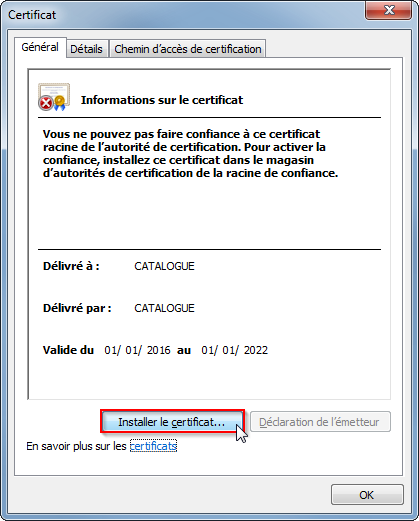 Certificat
Général
Détails
Chemin d'accès de certification
Informations sur le certificat
Vous ne pouvez pas faire confiance à ce certificat
racine de l'autorité de certification. Pour activer la
confiance, installez ce certificat dans le magasin
d'autorités de certification de la racine de confiance.
Délivré à : CATALOGUE
Délivré par : CATALOGUE
Valide du 01/ 01/ 2016 au 01/ 01/ 2022
Installer le certificat...
Déclaration de l'émetteur
En savoir plus sur les certificats
OK